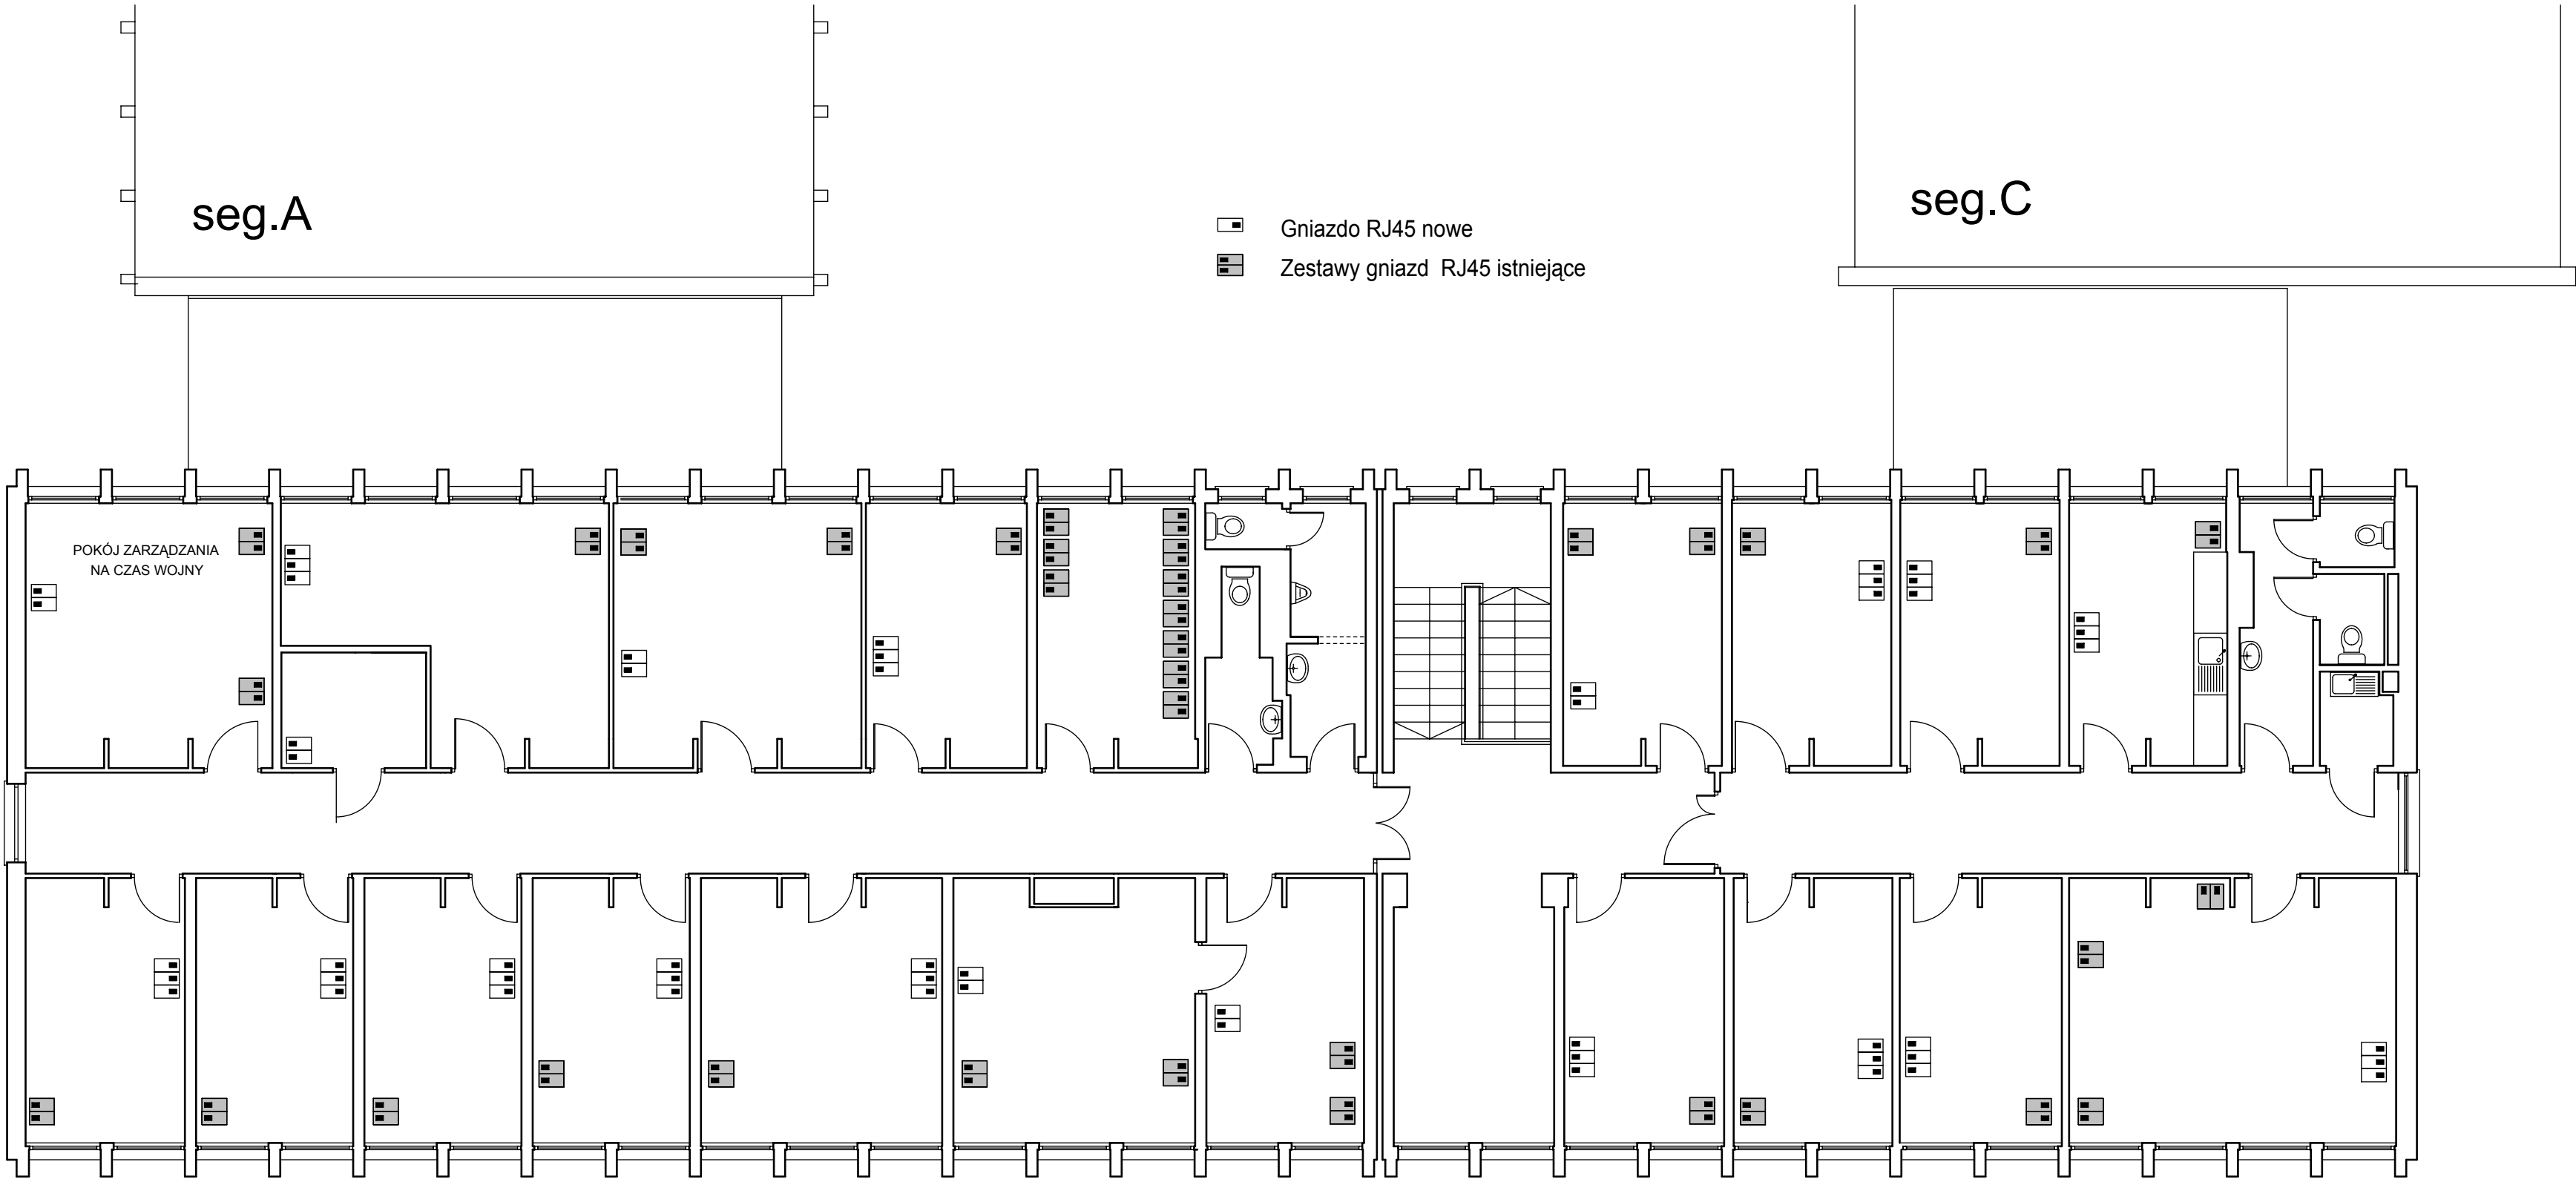 seg.A
seg.C
Gniazdo RJ45 nowe
Zestawy gniazd RJ45 istniejące
POKÓJ ZARZĄDZANIA
NA CZAS WOJNY